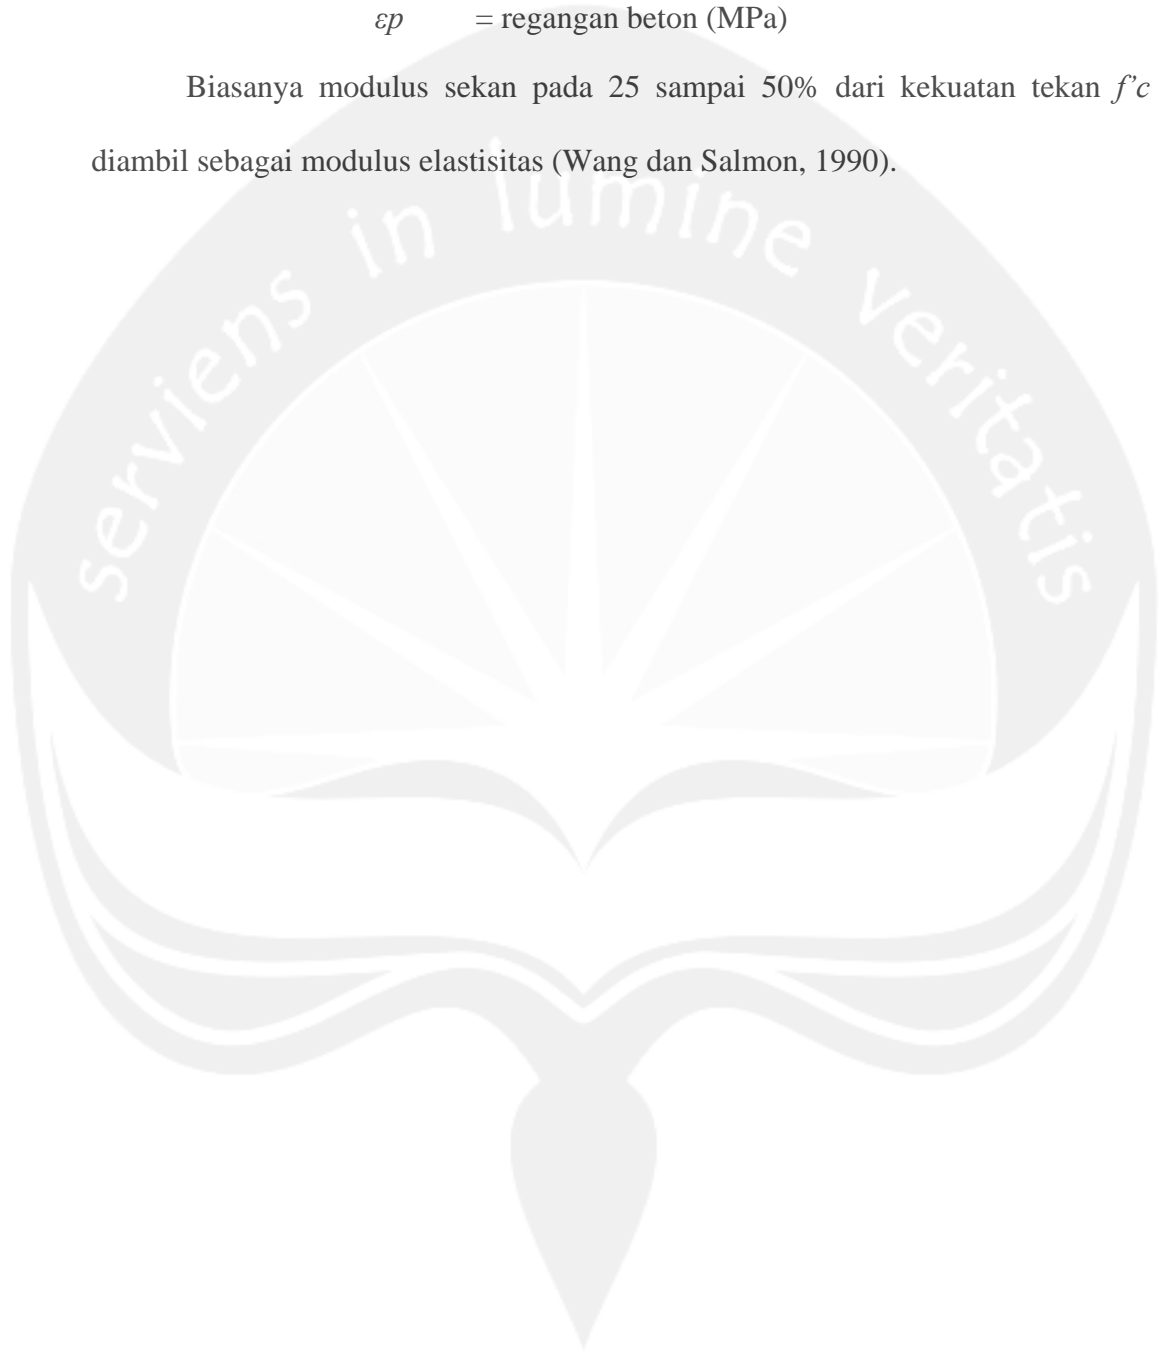 εp = regangan beton (MPa)
Biasanya modulus sekan pada 25 sampai 50% dari kekuatan tekan f'c
diambil sebagai modulus elastisitas (Wang dan Salmon, 1990).
serviens in lumine veritatis